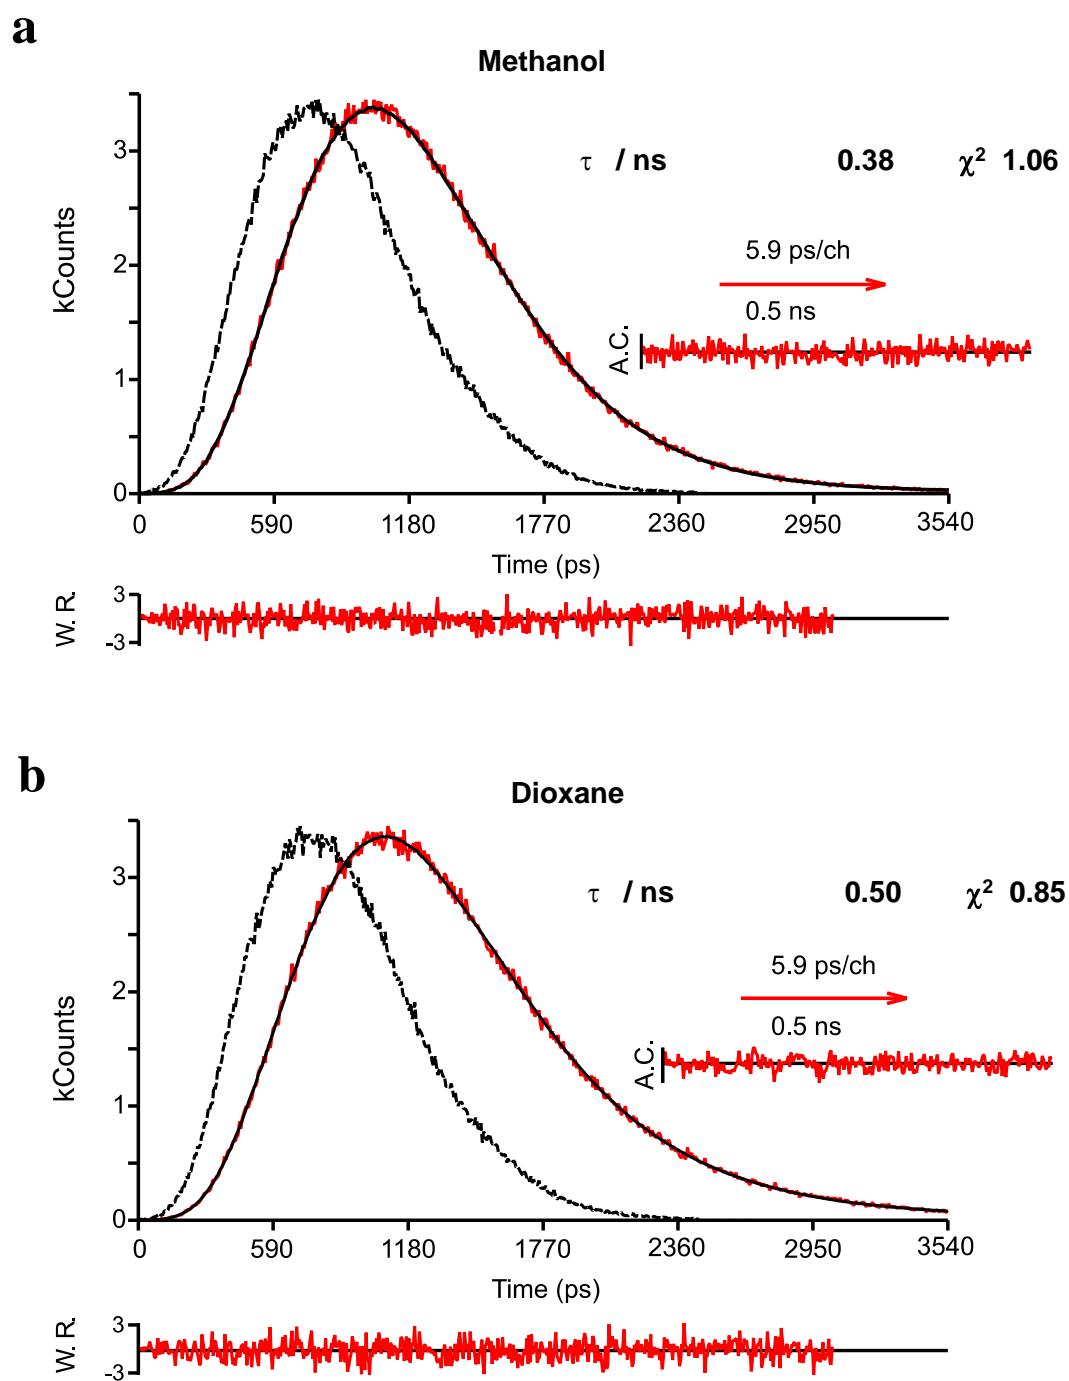 a
Methanol
τ / ns 0.38 χ² 1.06
5.9 ps/ch
0.5 ns
A.C.
kCounts
3
2
1
0
0 590 1180 1770 2360 2950 3540
Time (ps)
W. R.
3
-3
b
Dioxane
τ / ns 0.50 χ² 0.85
5.9 ps/ch
0.5 ns
A.C.
kCounts
3
2
1
0
0 590 1180 1770 2360 2950 3540
Time (ps)
W. R.
3
-3